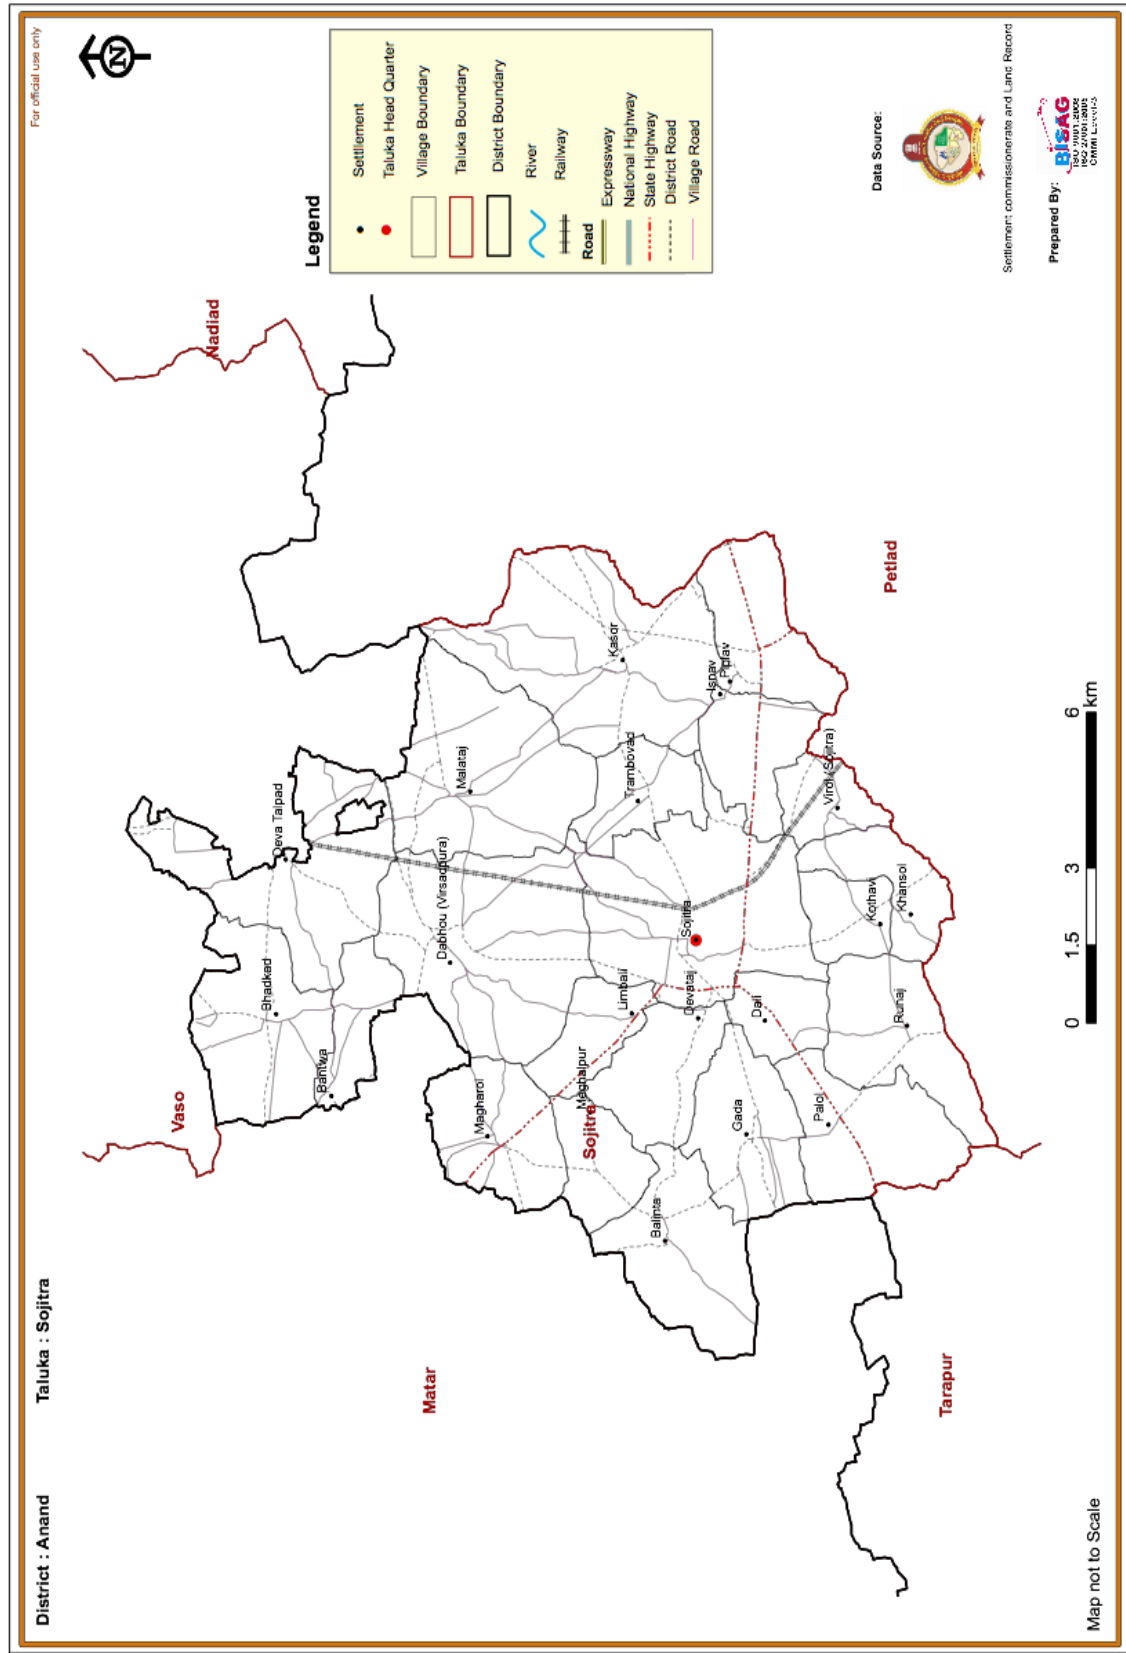 For official use only
District : Anand
Taluka : Sojitra
N
Legend
Settllement
Taluka Head Quarter
Village Boundary
Taluka Boundary
District Boundary
River
Railway
Road
Expressway
National Highway
State Highway
District Road
Village Road
Nadiad
Vaso
Matar
Sojitra
Petlad
Tarapur
Deva Talpad
Bhadkad
Bantwa
Malataj
Dabhou (Virsadpura)
Magharol
Kasor
Trambovad
Limbali
Meghalpur
Isnav
Piplav
Sojitra
Devataj
Dali
Balinta
Gada
Virol (Sojitra)
Palol
Kothavi
Khansol
Runaj
Data Source:
Settlement commissionerate and Land Record
Prepared By:
BISAG
0
1.5
3
6
km
Map not to Scale